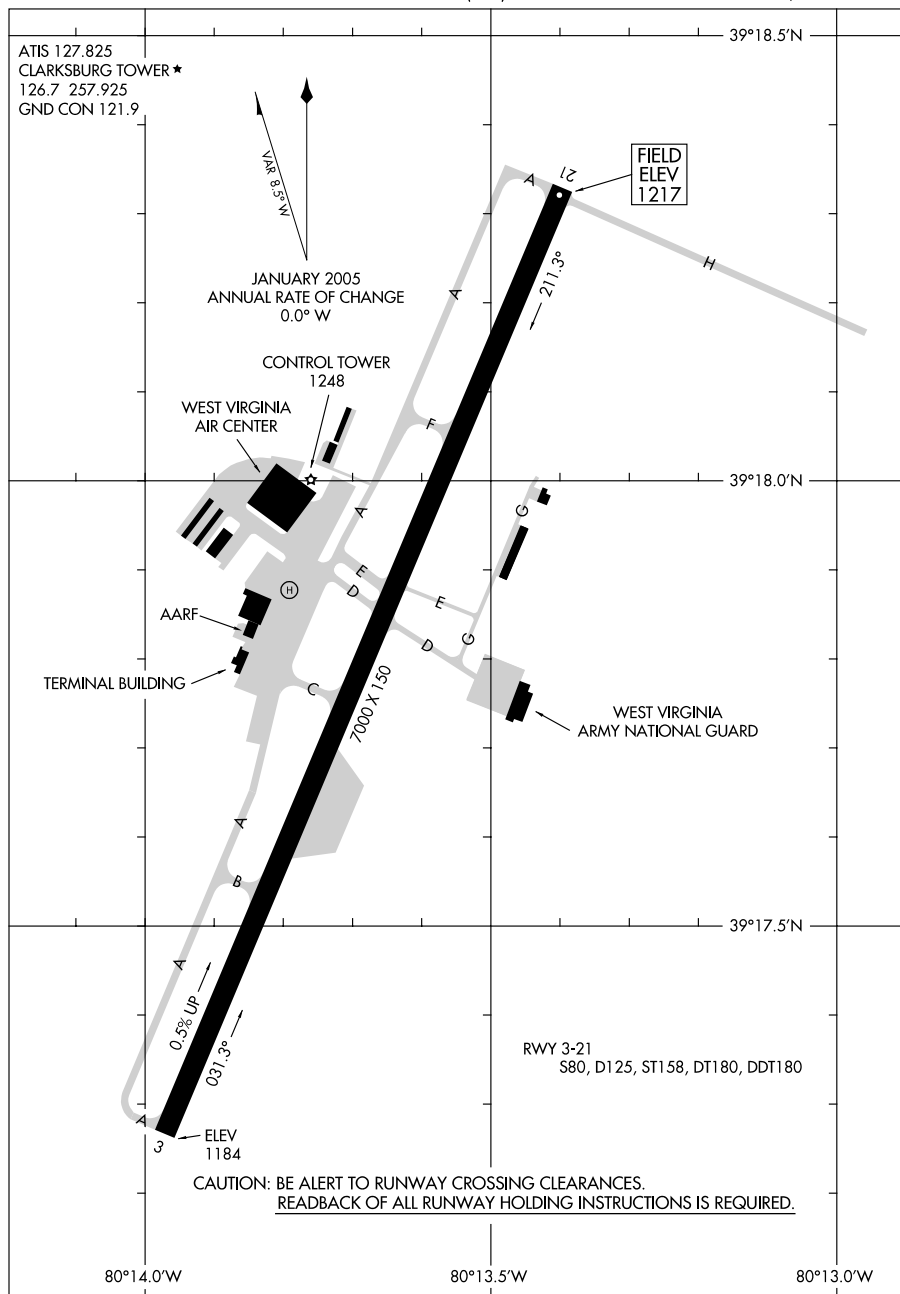 39°18.5'N
ATIS 127.825
CLARKSBURG TOWER ★
126.7 257.925
GND CON 121.9
VAR 8.5° W
JANUARY 2005
ANNUAL RATE OF CHANGE
0.0° W
FIELD
ELEV
1217
21
A
H
211.3°
A
CONTROL TOWER
1248
WEST VIRGINIA
AIR CENTER
F
39°18.0'N
A
G
E
D
H
E
AARF
G
D
TERMINAL BUILDING
C
7000 X 150
WEST VIRGINIA
ARMY NATIONAL GUARD
A
B
39°17.5'N
A
0.5% UP
031.3°
RWY 3-21
S80, D125, ST158, DT180, DDT180
A
3
ELEV
1184
CAUTION: BE ALERT TO RUNWAY CROSSING CLEARANCES.
READBACK OF ALL RUNWAY HOLDING INSTRUCTIONS IS REQUIRED.
80°14.0'W
80°13.5'W
80°13.0'W